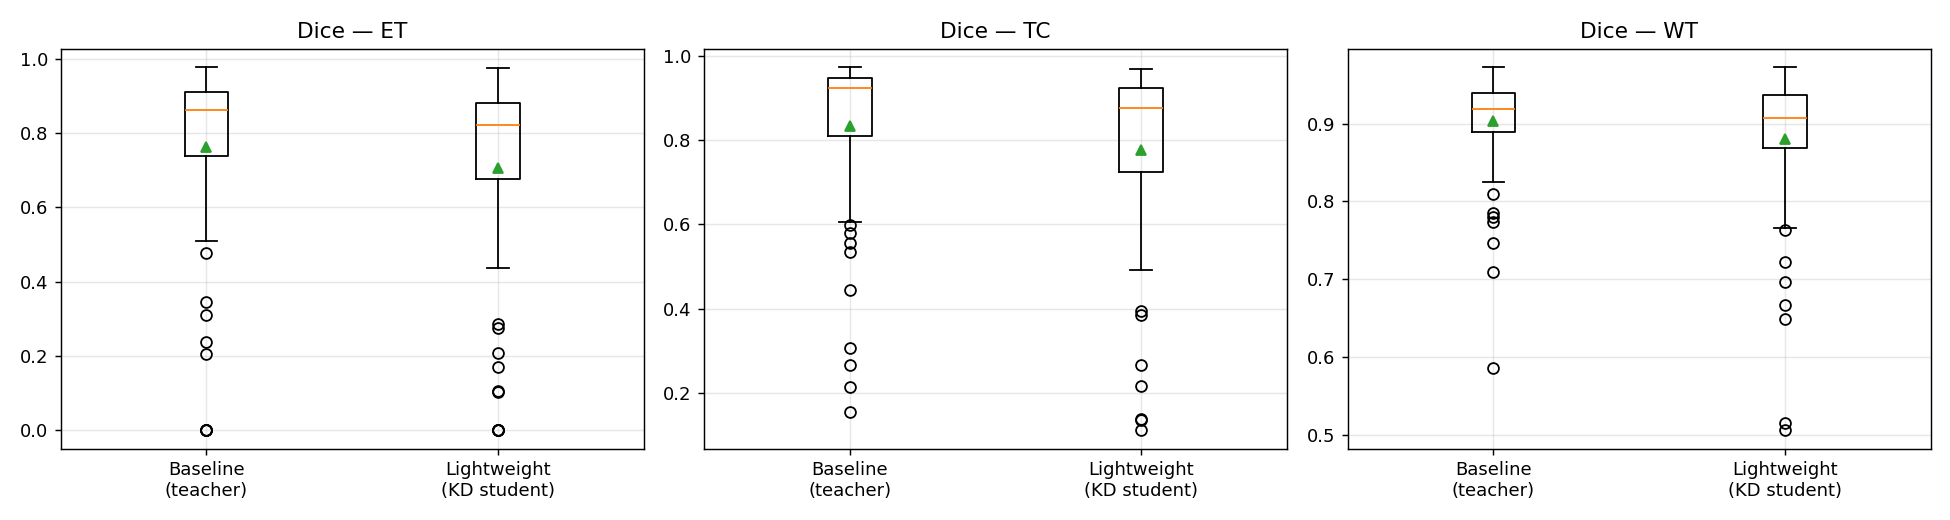 Dice — ET
1.0
0.8
0.6
0.4
0.2
0.0
Baseline
(teacher)
Lightweight
(KD student)
Dice — TC
1.0
0.8
0.6
0.4
0.2
Baseline
(teacher)
Lightweight
(KD student)
Dice — WT
0.9
0.8
0.7
0.6
0.5
Baseline
(teacher)
Lightweight
(KD student)